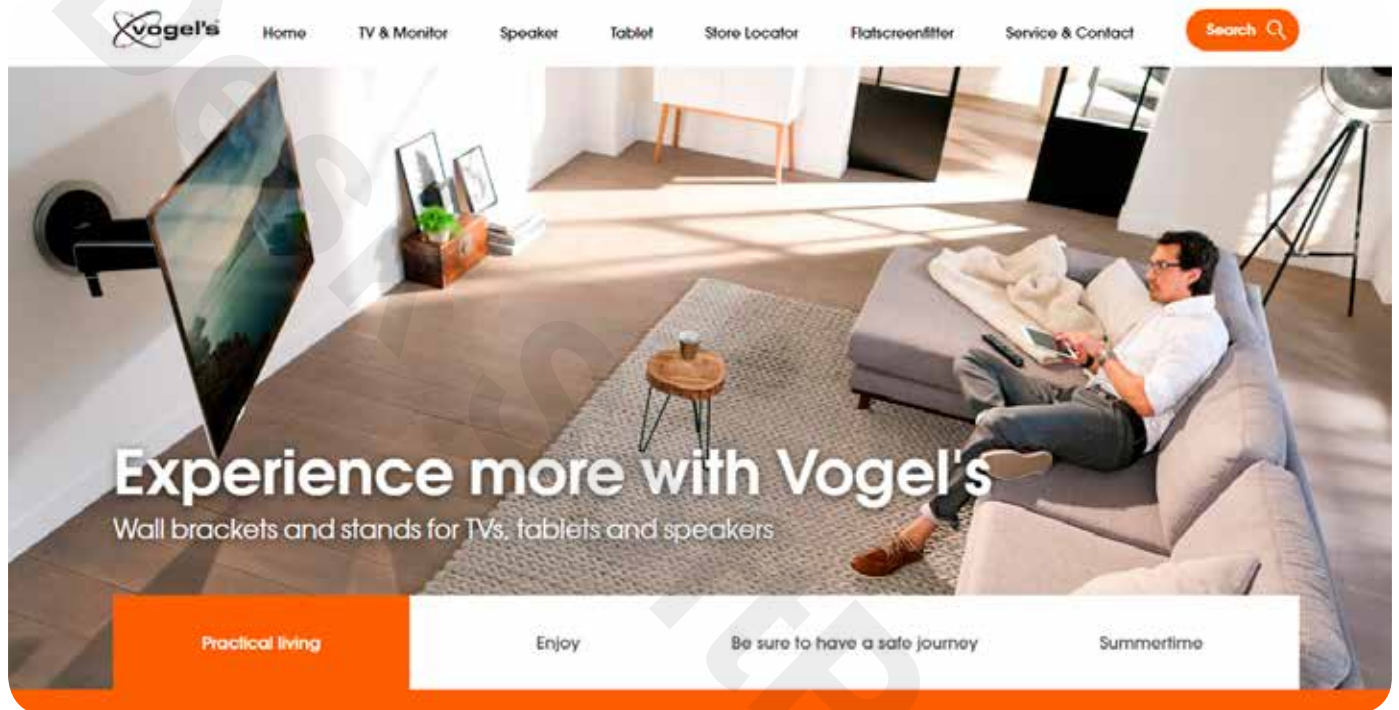 vogel's
Home TV & Monitor Speaker Tablet Store Locator Flatscreenfitter Service & Contact Search
Experience more with Vogel's
Wall brackets and stands for TVs, tablets and speakers
Practical living Enjoy Be sure to have a safe journey Summertime